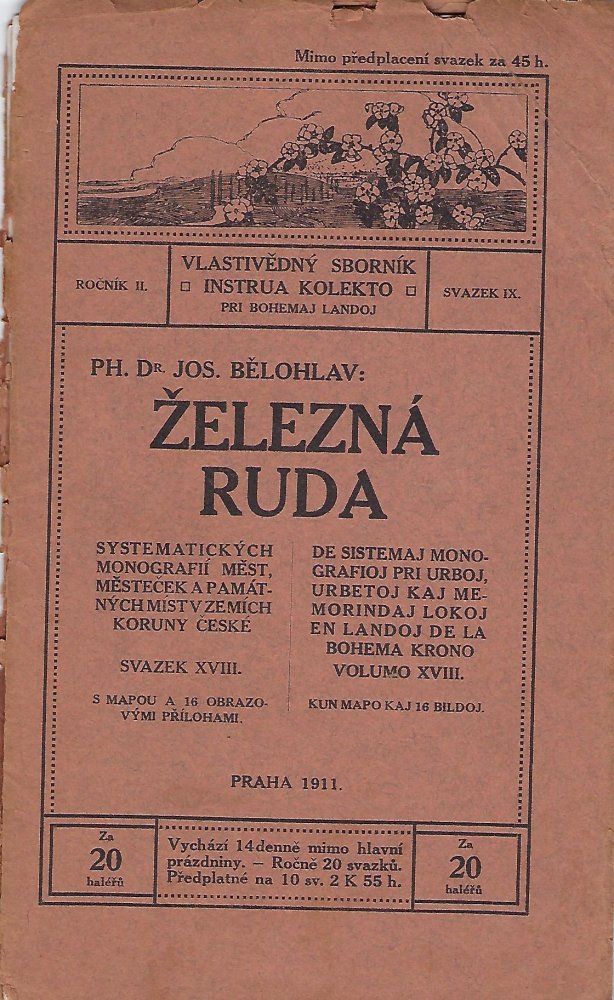 Mimo předplacení svazek za 45 h.
ROČNÍK II.
VLASTIVĚDNÝ SBORNÍK
INSTRUA KOLEKTO
PRI BOHEMAJ LANDOJ
SVAZEK IX.
PH. DR. JOS. BĚLOHLAV:
ŽELEZNÁ
RUDA
SYSTEMATICKÝCH
MONOGRAFIÍ MĚST,
MĚSTEČEK A PAMÁT-
NÝCH MÍST V ZEMÍCH
KORUNY ČESKÉ
SVAZEK XVIII.
S MAPOU A 16 OBRAZO-
VÝMI PŘÍLOHAMI.
DE SISTEMAJ MONO-
GRAFIOJ PRI URBOJ,
URBETOJ KAJ ME-
MORINDAJ LOKOJ
EN LANDOJ DE LA
BOHEMA KRONO
VOLUMO XVIII.
KUN MAPO KAJ 16 BILDOJ.
PRAHA 1911.
Za
20
haléřů
Vychází 14denně mimo hlavní
prázdniny. — Ročně 20 svazků.
Předplatné na 10 sv. 2 K 55 h.
Za
20
haléřů